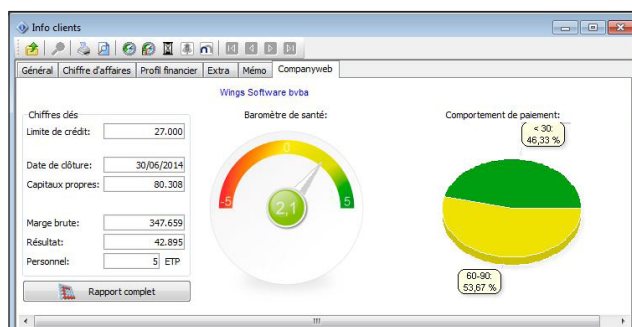 Info clients
Général Chiffre d'affaires Profil financier Extra Mémo Companyweb
Wings Software bvba
Chiffres clés
Limite de crédit: 27.000
Date de clôture: 30/06/2014
Capitaux propres: 80.308
Marge brute: 347.659
Résultat: 42.895
Personnel: 5 ETP
Rapport complet
Baromètre de santé:
0
-5 5
2,1
Comportement de paiement:
< 30:
46,33 %
60-90:
53,67 %